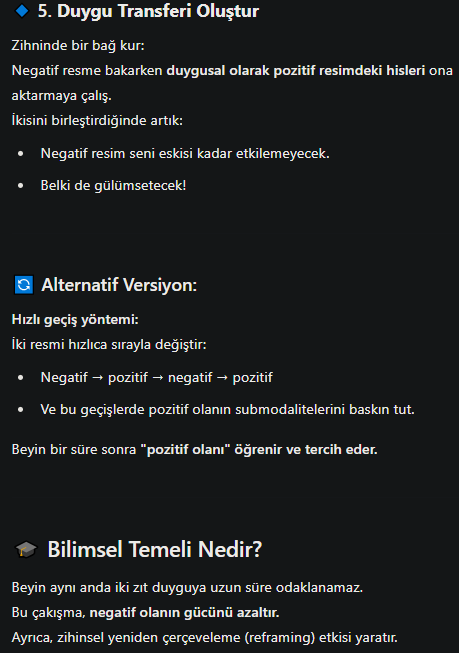 🔹 5. Duygu Transferi Oluştur
Zihninde bir bağ kur:
Negatif resme bakarken duygusal olarak pozitif resimdeki hisleri ona
aktarmaya çalış.
İkisini birleştirdiğinde artık:
• Negatif resim seni eskisi kadar etkilemeyecek.
• Belki de gülümsetecek!
🔄 Alternatif Versiyon:
Hızlı geçiş yöntemi:
İki resmi hızlıca sırayla değiştir:
• Negatif → pozitif → negatif → pozitif
• Ve bu geçişlerde pozitif olanın submodalitelerini baskın tut.
Beyin bir süre sonra "pozitif olanı" öğrenir ve tercih eder.
🎓 Bilimsel Temeli Nedir?
Beyin aynı anda iki zıt duyguya uzun süre odaklanamaz.
Bu çakışma, negatif olanın gücünü azaltır.
Ayrıca, zihinsel yeniden çerçeveleme (reframing) etkisi yaratır.